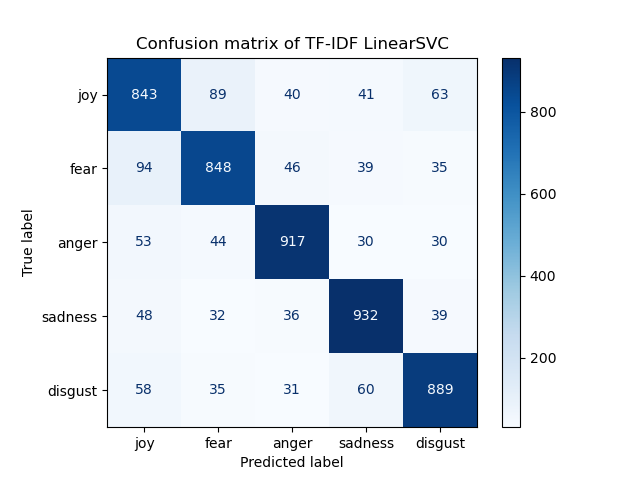 Confusion matrix of TF-IDF LinearSVC
joy 843 89 40 41 63
fear 94 848 46 39 35
anger 53 44 917 30 30
sadness 48 32 36 932 39
disgust 58 35 31 60 889
joy fear anger sadness disgust
Predicted label
True label
800
600
400
200